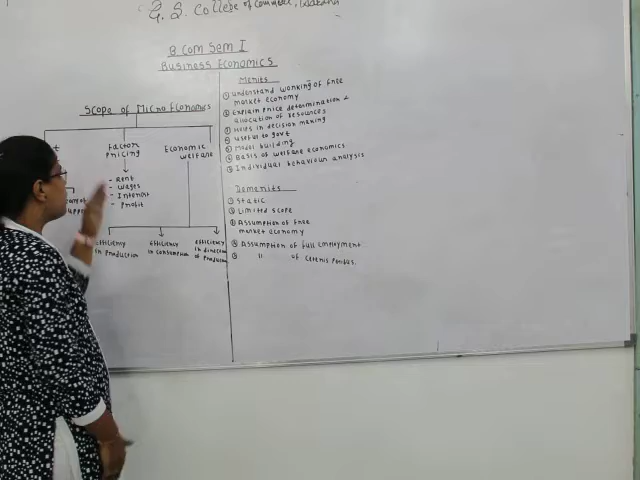 G. S. College of Commerce,
B.Com Sem I
Business Economics
Scope of Micro Economics
Factor Pricing
- Rent
- Wages
- Interest
- Profit
Economic Welfare
efficiency in Production
efficiency in consumption
efficiency in direction of Production
Merits
① understand working of free
market economy
② Explain price determination &
allocation of resources
③ Helps in decision making
④ useful to govt
⑤ Model building
⑥ Basis of welfare economics
⑦ Individual behaviour analysis
Demerits
① Static
② Limited scope
③ Assumption of free
market economy
④ Assumption of full employment
⑤ " of Ceteris Paribus.